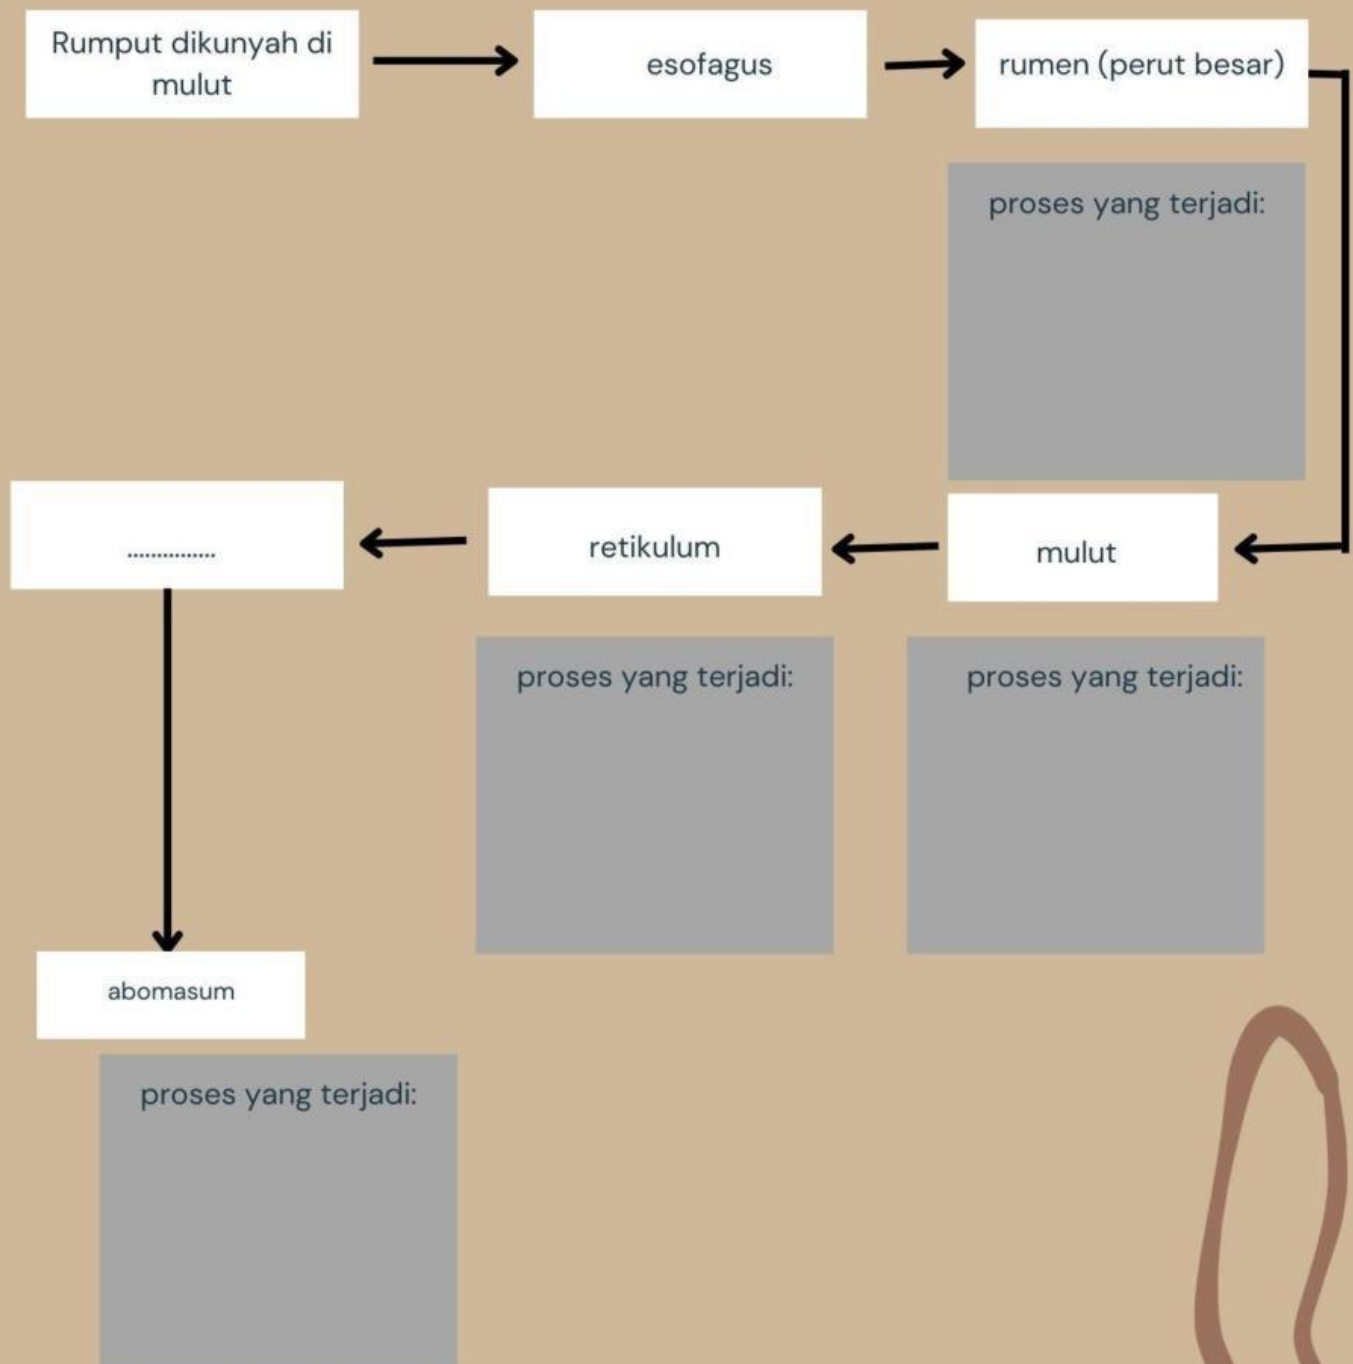 Rumput dikunyah di
mulut
esofagus
rumen (perut besar)
proses yang terjadi:
mulut
proses yang terjadi:
retikulum
proses yang terjadi:
...............
abomasum
proses yang terjadi: